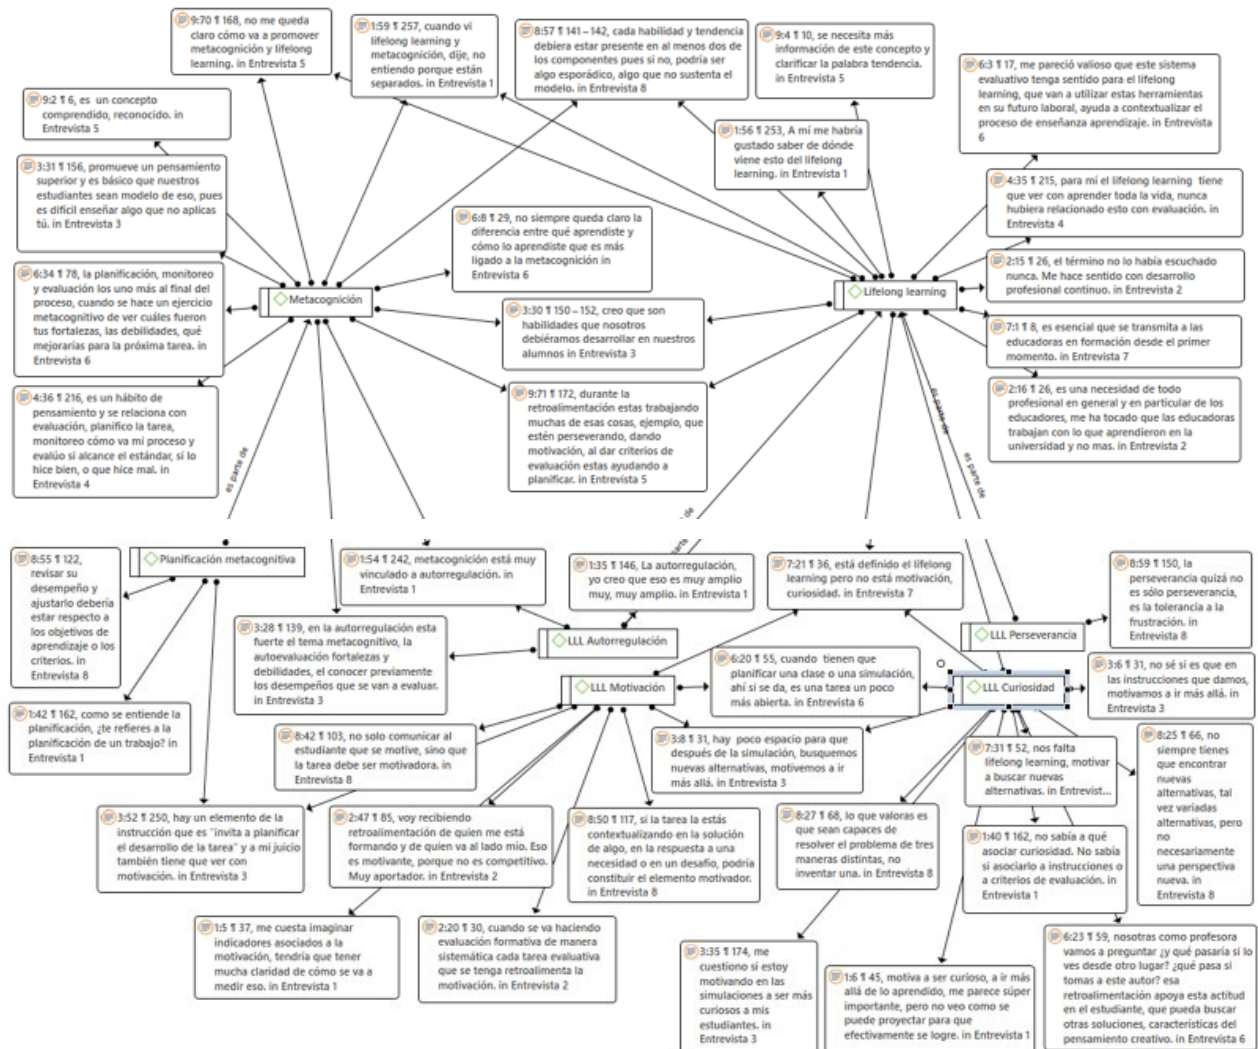 9:70 ¶ 168, no me queda
claro cómo va a promover
metacognición y lifelong
learning. in Entrevista 5
1:59 ¶ 257, cuando vi
lifelong learning y
metacognición, dije, no
entiendo porque están
separados. in Entrevista 1
8:57 ¶ 141 – 142, cada habilidad y tendencia
debiera estar presente en al menos dos de
los componentes pues si no, podría ser
algo esporádico, algo que no sustenta el
modelo. in Entrevista 8
9:4 ¶ 10, se necesita más
información de este concepto y
clarificar la palabra tendencia.
in Entrevista 5
6:3 ¶ 17, me pareció valioso que este sistema
evaluativo tenga sentido para el lifelong
learning, que van a utilizar estas herramientas
en su futuro laboral, ayuda a contextualizar el
proceso de enseñanza aprendizaje. in Entrevista
6
9:2 ¶ 6, es un concepto
comprendido, reconocido. in
Entrevista 5
1:56 ¶ 253, A mí me habría
gustado saber de dónde
viene esto del lifelong
learning. in Entrevista 1
3:31 ¶ 156, promueve un pensamiento
superior y es básico que nuestros
estudiantes sean modelo de eso, pues
es difícil enseñar algo que no aplicas
tú. in Entrevista 3
4:35 ¶ 215, para mí el lifelong learning tiene
que ver con aprender toda la vida, nunca
hubiera relacionado esto con evaluación. in
Entrevista 4
6:8 ¶ 29, no siempre queda claro la
diferencia entre qué aprendiste y
cómo lo aprendiste que es más
ligado a la metacognición in
Entrevista 6
2:15 ¶ 26, el término no lo había escuchado
nunca. Me hace sentido con desarrollo
profesional continuo. in Entrevista 2
6:34 ¶ 78, la planificación, monitoreo
y evaluación los uno más al final del
proceso, cuando se hace un ejercicio
metacognitivo de ver cuáles fueron
tus fortalezas, las debilidades, qué
mejorarías para la próxima tarea. in
Entrevista 6
Metacognición
Lifelong learning
3:30 ¶ 150 – 152, creo que son
habilidades que nosotros
debiéramos desarrollar en nuestros
alumnos in Entrevista 3
7:1 ¶ 8, es esencial que se transmita a las
educadoras en formación desde el primer
momento. in Entrevista 7
4:36 ¶ 216, es un hábito de
pensamiento y se relaciona con
evaluación, planifico la tarea,
monitoreo cómo va mi proceso y
evalúo si alcance el estándar, si lo
hice bien, o que hice mal. in
Entrevista 4
9:71 ¶ 172, durante la
retroalimentación estas trabajando
muchas de esas cosas, ejemplo, que
estén perseverando, dando
motivación, al dar criterios de
evaluación estas ayudando a
planificar. in Entrevista 5
2:16 ¶ 26, es una necesidad de todo
profesional en general y en particular de los
educadores, me ha tocado que las educadoras
trabajan con lo que aprendieron en la
universidad y no mas. in Entrevista 2
es parte de
es parte de
es parte de
de
parte
8:55 ¶ 122,
revisar su
desempeño y
ajustarlo debería
estar respecto a
los objetivos de
aprendizaje o los
criterios. in
Entrevista 8
Planificación metacognitiva
1:54 ¶ 242, metacognición está muy
vinculado a autorregulación. in
Entrevista 1
1:35 ¶ 146, La autorregulación,
yo creo que eso es muy amplio
muy, muy amplio. in Entrevista 1
7:21 ¶ 36, está definido el lifelong
learning pero no está motivación,
curiosidad. in Entrevista 7
8:59 ¶ 150, la
perseverancia quizá no
es sólo perseverancia,
es la tolerancia a la
frustración. in
Entrevista 8
3:28 ¶ 139, en la autorregulación esta
fuerte el tema metacognitivo, la
autoevaluación fortalezas y
debilidades, el conocer previamente
los desempeños que se van a evaluar.
in Entrevista 3
LLL Autorregulación
LLL Perseverancia
6:20 ¶ 55, cuando tienen que
planificar una clase o una simulación,
ahí si se da, es una tarea un poco
más abierta. in Entrevista 6
3:6 ¶ 31, no sé sí es que en
las instrucciones que damos,
motivamos a ir más allá. in
Entrevista 3
LLL Motivación
LLL Curiosidad
1:42 ¶ 162, como se entiende la
planificación, ¿te refieres a la
planificación de un trabajo? in
Entrevista 1
8:42 ¶ 103, no solo comunicar al
estudiante que se motive, sino que
la tarea debe ser motivadora. in
Entrevista 8
3:8 ¶ 31, hay poco espacio para que
después de la simulación, busquemos
nuevas alternativas, motivemos a ir
más allá. in Entrevista 3
7:31 ¶ 52, nos falta
lifelong learning, motivar
a buscar nuevas
alternativas. in Entrevist...
8:25 ¶ 66, no
siempre tienes
que encontrar
nuevas
alternativas, tal
vez variadas
alternativas, pero
no
necesariamente
una perspectiva
nueva. in
Entrevista 8
3:52 ¶ 250, hay un elemento de la
instrucción que es "invita a planificar
el desarrollo de la tarea" y a mi juicio
también tiene que ver con
motivación. in Entrevista 3
2:47 ¶ 85, voy recibiendo
retroalimentación de quien me está
formando y de quien va al lado mío. Eso
es motivante, porque no es competitivo.
Muy aportador. in Entrevista 2
8:50 ¶ 117, si la tarea la estás
contextualizando en la solución
de algo, en la respuesta a una
necesidad o en un desafío, podría
constituir el elemento motivador.
in Entrevista 8
8:27 ¶ 68, lo que valoras es
que sean capaces de
resolver el problema de tres
maneras distintas, no
inventar una. in Entrevista 8
1:40 ¶ 162, no sabía a qué
asociar curiosidad. No sabía
si asociarlo a instrucciones o
a criterios de evaluación. in
Entrevista 1
1:5 ¶ 37, me cuesta imaginar
indicadores asociados a la
motivación, tendría que tener
mucha claridad de cómo se va a
medir eso. in Entrevista 1
2:20 ¶ 30, cuando se va haciendo
evaluación formativa de manera
sistemática cada tarea evaluativa
que se tenga retroalimenta la
motivación. in Entrevista 2
3:35 ¶ 174, me
cuestiono si estoy
motivando en las
simulaciones a ser más
curiosos a mis
estudiantes. in
Entrevista 3
1:6 ¶ 45, motiva a ser curioso, a ir más
allá de lo aprendido, me parece súper
importante, pero no veo como se
puede proyectar para que
efectivamente se logre. in Entrevista 1
6:23 ¶ 59, nosotras como profesora
vamos a preguntar ¿y qué pasaría si lo
ves desde otro lugar? ¿qué pasa si
tomas a este autor? esa
retroalimentación apoya esta actitud
en el estudiante, que pueda buscar
otras soluciones, características del
pensamiento creativo. in Entrevista 6